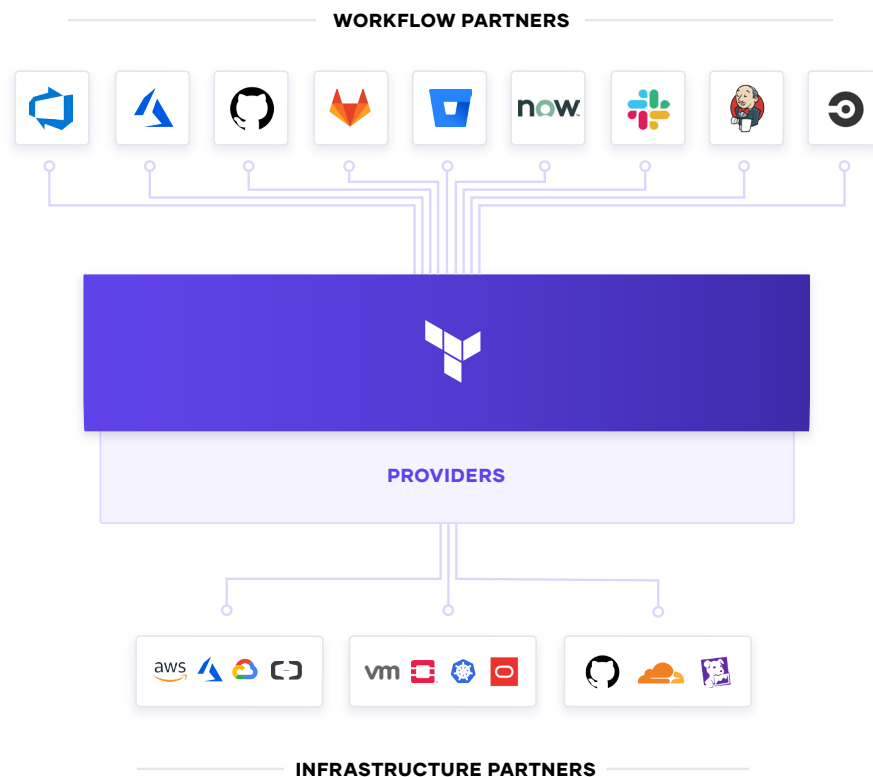 WORKFLOW PARTNERS
now
PROVIDERS
aws
vm
INFRASTRUCTURE PARTNERS